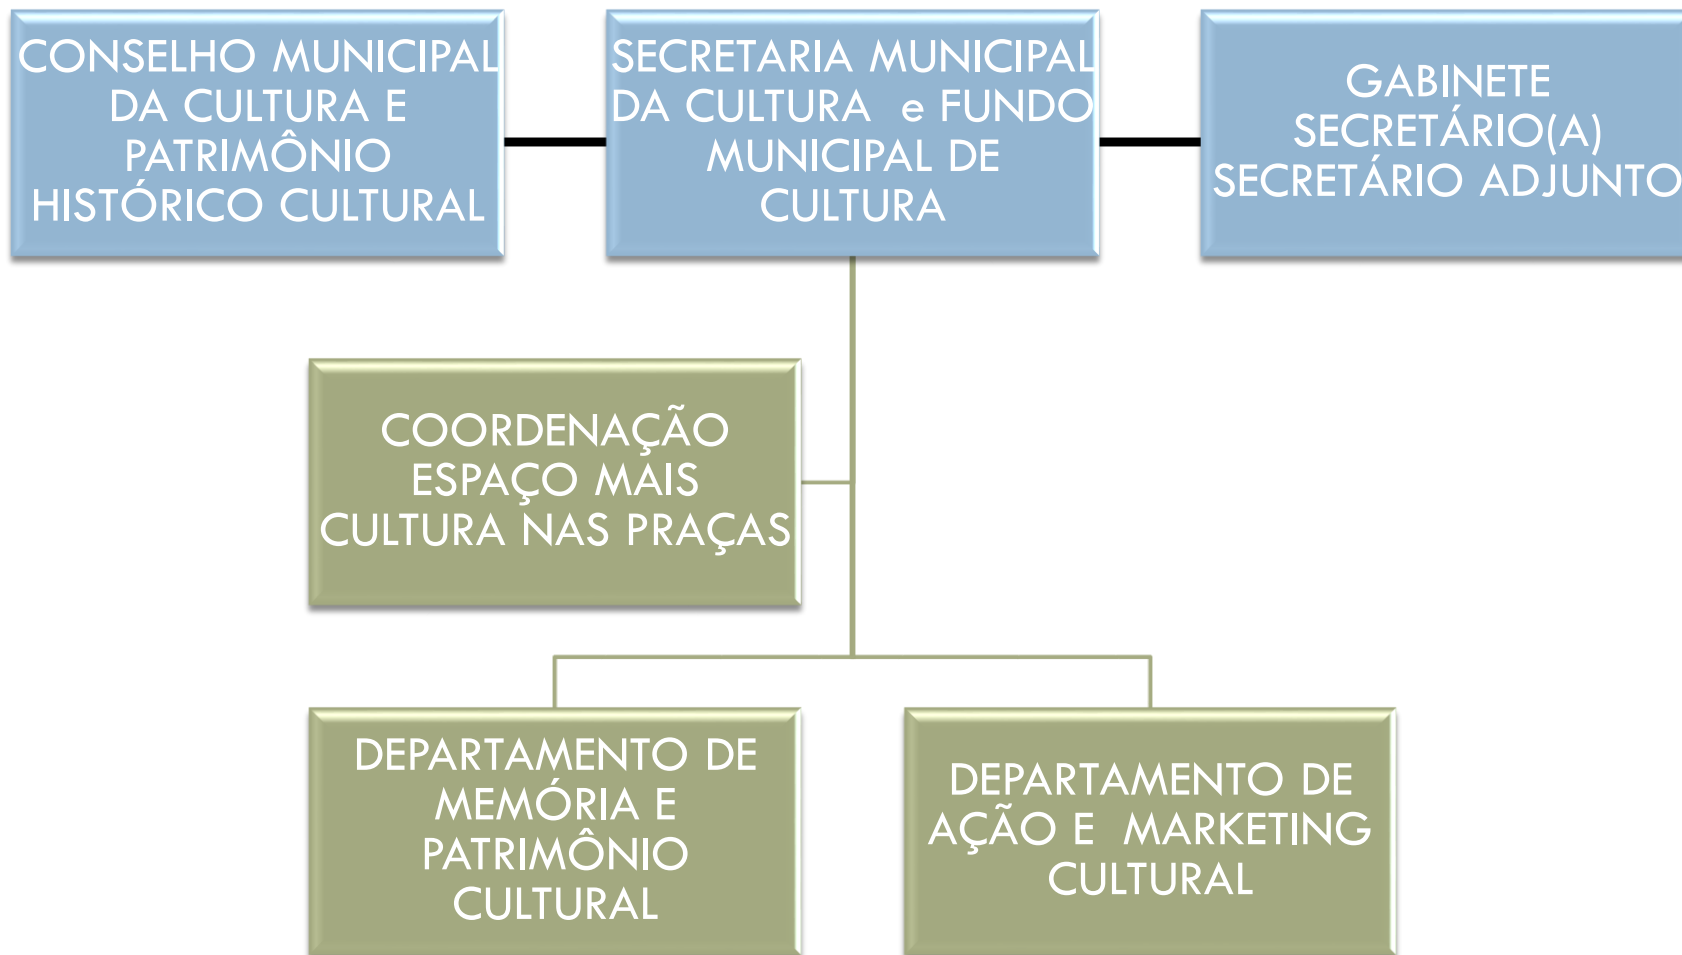 CONSELHO MUNICIPAL
DA CULTURA E
PATRIMÔNIO
HISTÓRICO CULTURAL
SECRETARIA MUNICIPAL
DA CULTURA e FUNDO
MUNICIPAL DE
CULTURA
GABINETE
SECRETÁRIO(A)
SECRETÁRIO ADJUNTO
COORDENAÇÃO
ESPAÇO MAIS
CULTURA NAS PRAÇAS
DEPARTAMENTO DE
MEMÓRIA E
PATRIMÔNIO
CULTURAL
DEPARTAMENTO DE
AÇÃO E MARKETING
CULTURAL